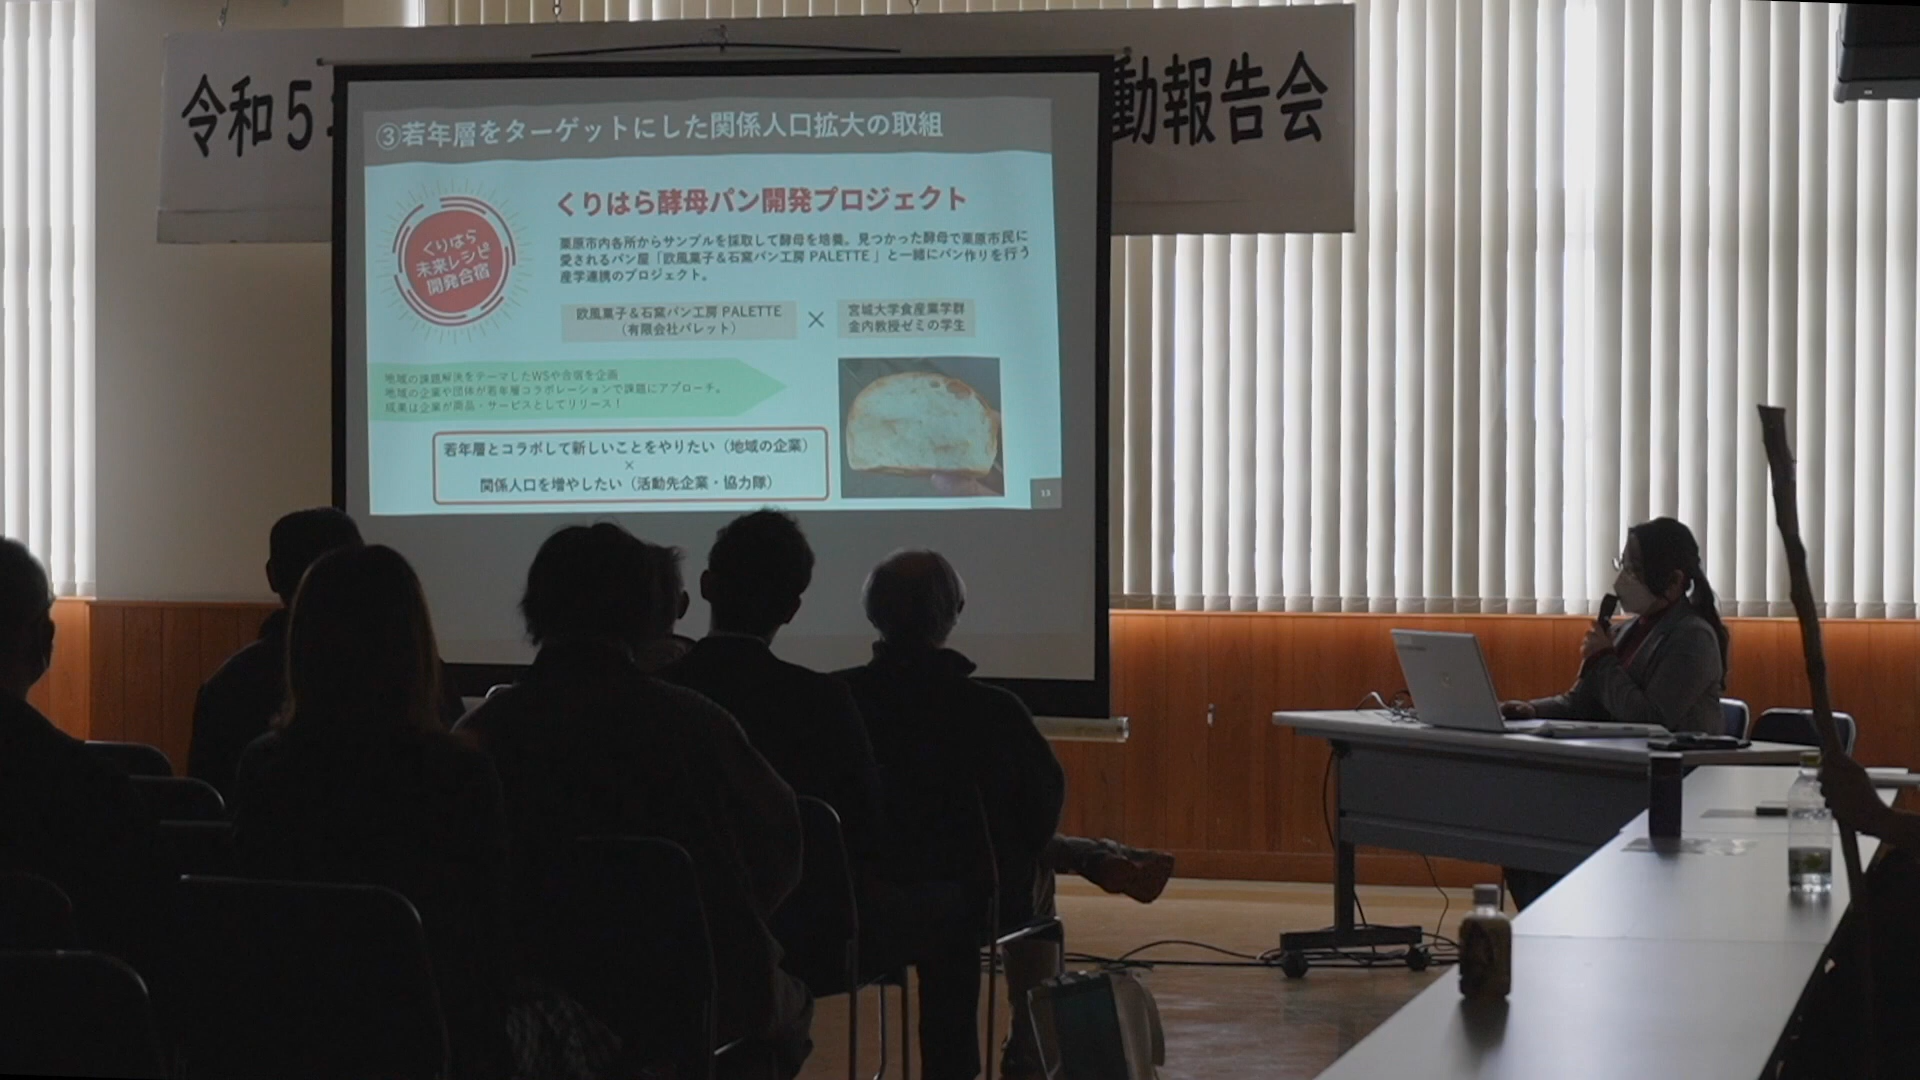 令和5
動報告会
③若年層をターゲットにした関係人口拡大の取組
くりはら
未来レシピ
開発合宿
くりはら酵母パン開発プロジェクト
栗原市内各所からサンプルを採取して酵母を培養。見つかった酵母で栗原市民に
愛されるパン屋「欧風菓子＆石窯パン工房 PALETTE 」と一緒にパン作りを行う
産学連携のプロジェクト。
欧風菓子＆石窯パン工房 PALETTE
（有限会社パレット）
×
宮城大学食産業学群
金内教授ゼミの学生
地域の課題解決をテーマしたWSや合宿を企画
地域の企業や団体が若年層コラボレーションで課題にアプローチ。
成果は企業が商品・サービスとしてリリース！
若年層とコラボして新しいことをやりたい（地域の企業）
×
関係人口を増やしたい（活動先企業・協力隊）
13